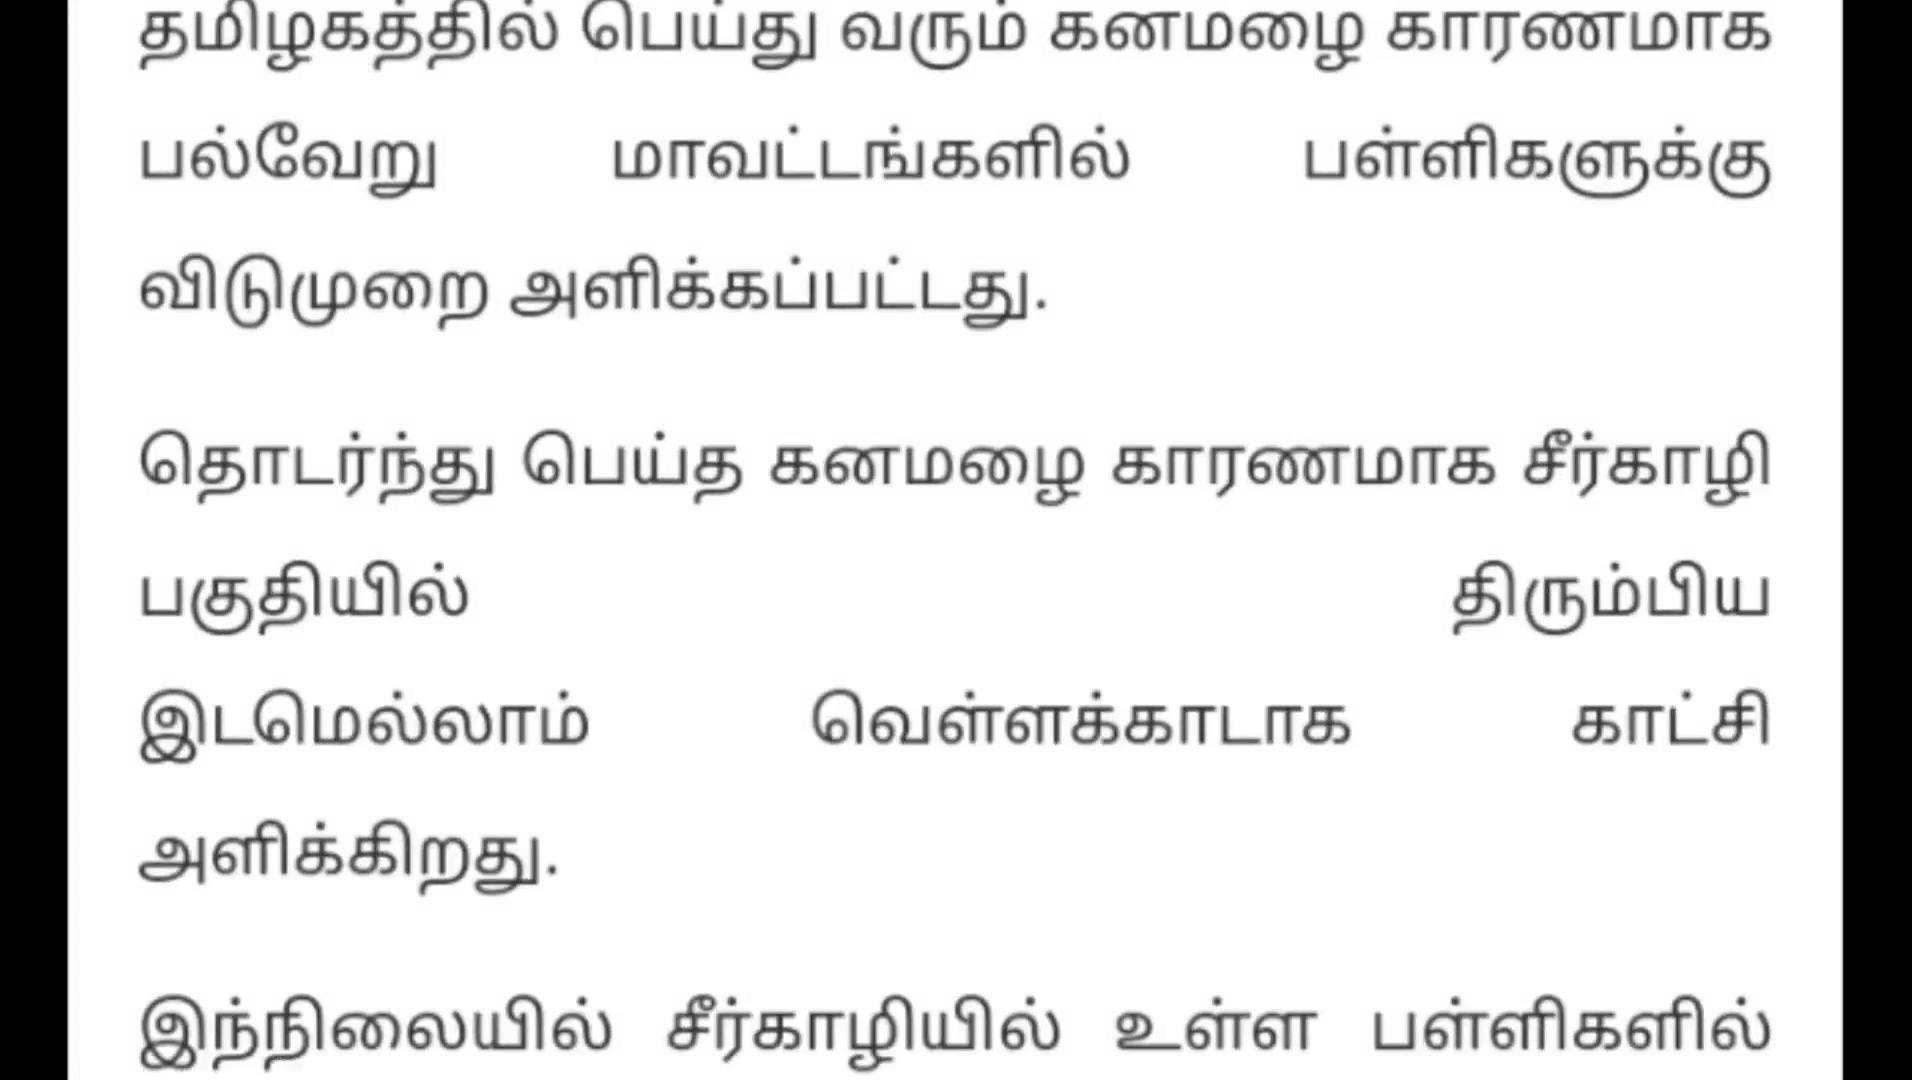 தமிழகத்தில் பெய்து வரும் கனமழை காரணமாக
பல்வேறு மாவட்டங்களில் பள்ளிகளுக்கு
விடுமுறை அளிக்கப்பட்டது.
தொடர்ந்து பெய்த கனமழை காரணமாக சீர்காழி
பகுதியில் திரும்பிய
இடமெல்லாம் வெள்ளக்காடாக காட்சி
அளிக்கிறது.
இந்நிலையில் சீர்காழியில் உள்ள பள்ளிகளில்